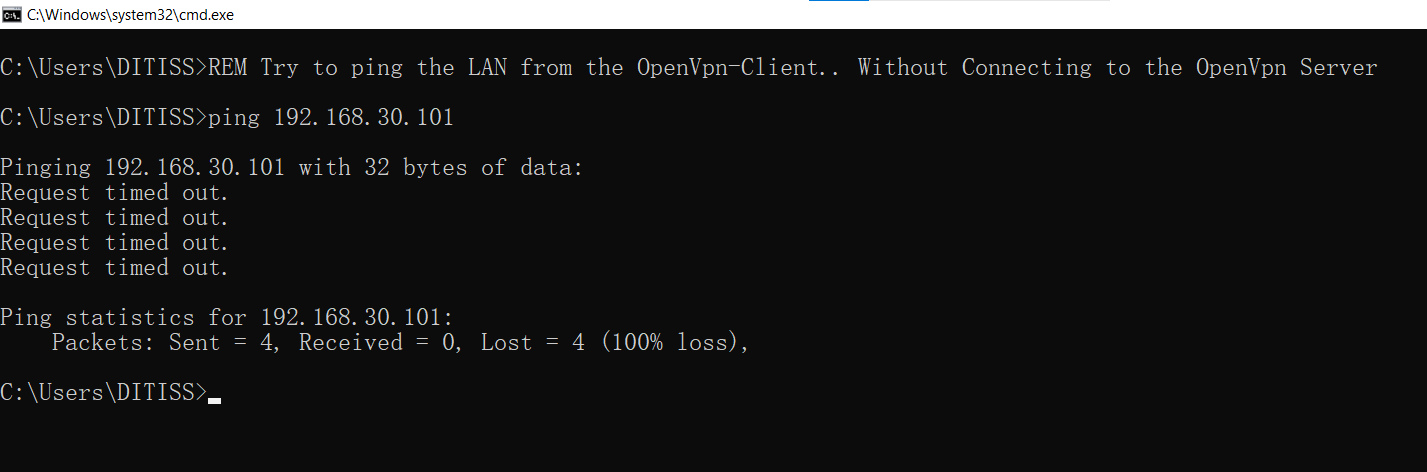 C:\Windows\system32\cmd.exe
C:\Users\DITISS>REM Try to ping the LAN from the OpenVpn-Client.. Without Connecting to the OpenVpn Server
C:\Users\DITISS>ping 192.168.30.101
Pinging 192.168.30.101 with 32 bytes of data:
Request timed out.
Request timed out.
Request timed out.
Request timed out.
Ping statistics for 192.168.30.101:
    Packets: Sent = 4, Received = 0, Lost = 4 (100% loss),
C:\Users\DITISS>